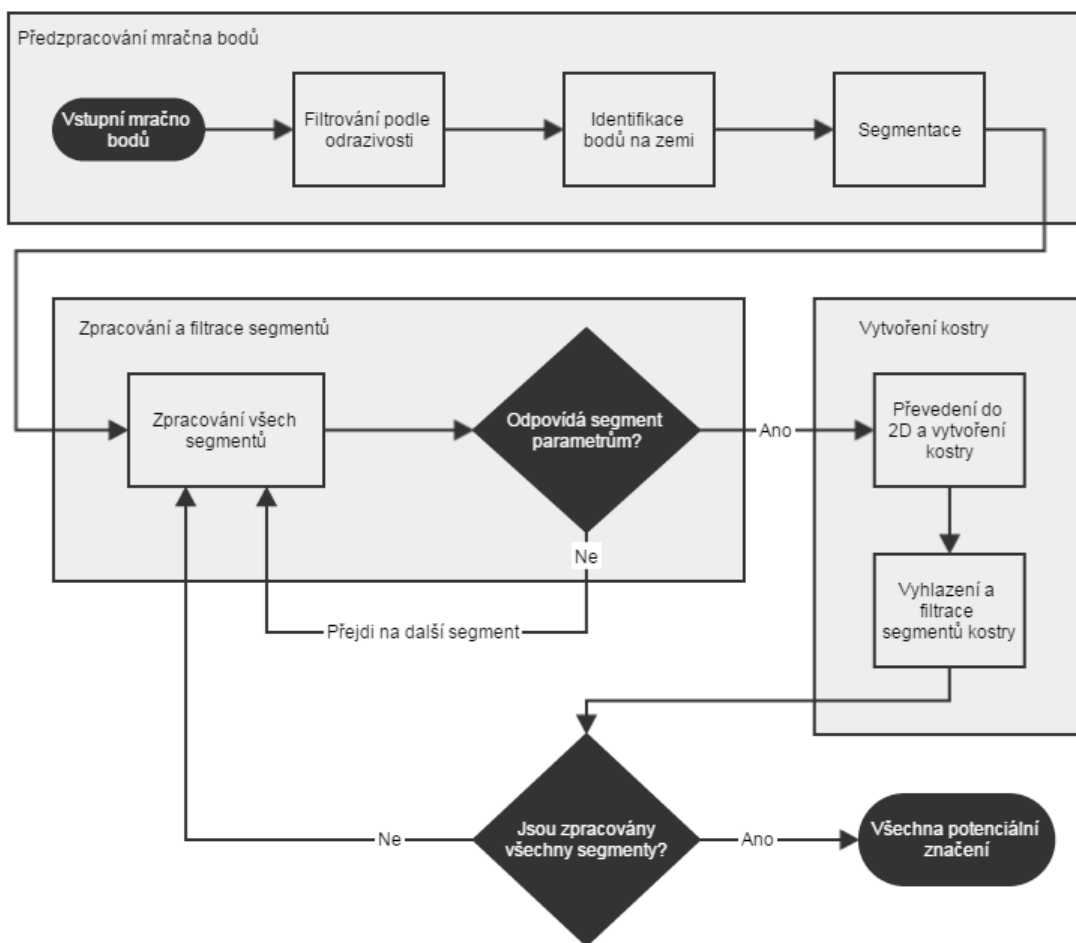 Předzpracování mračna bodů
Vstupní mračno
bodů
Filtrování podle
odrazivosti
Identifikace
bodů na zemi
Segmentace
Zpracování a filtrace segmentů
Zpracování všech
segmentů
Odpovídá segment
parametrům?
Ano
Ne
Přejdi na další segment
Vytvoření kostry
Převedení do
2D a vytvoření
kostry
Vyhlazení a
filtrace
segmentů kostry
Jsou zpracovány
všechny segmenty?
Ne
Ano
Všechna potenciální
značení